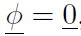 ϕ = 0.